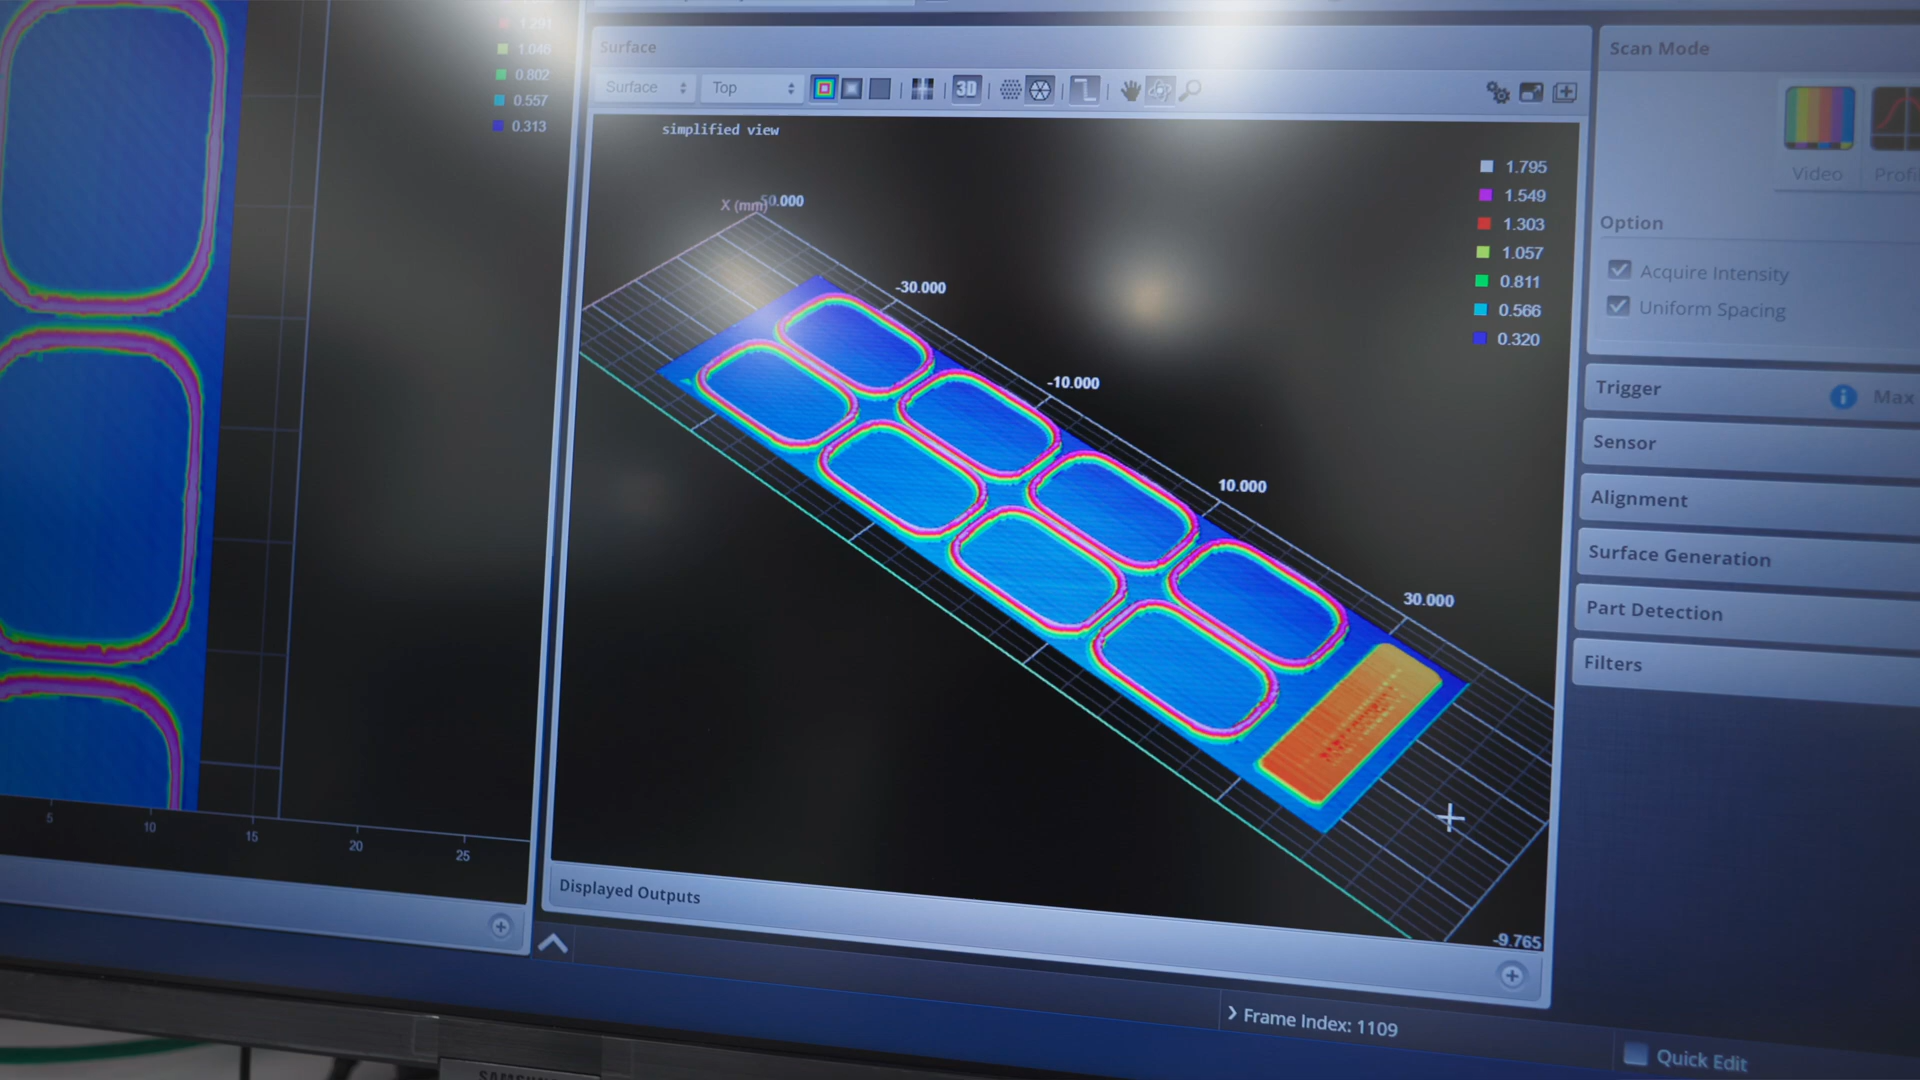 1.291
1.046
0.802
0.557
0.313
5
10
15
20
25
Surface
Surface
Top
3D
simplified view
X (mm)
50.000
-30.000
-10.000
10.000
30.000
-9.765
1.795
1.549
1.303
1.057
0.811
0.566
0.320
Displayed Outputs
Frame Index: 1109
Quick Edit
Scan Mode
Video
Profi
Option
Acquire Intensity
Uniform Spacing
Trigger
Max
Sensor
Alignment
Surface Generation
Part Detection
Filters
SAMSUN